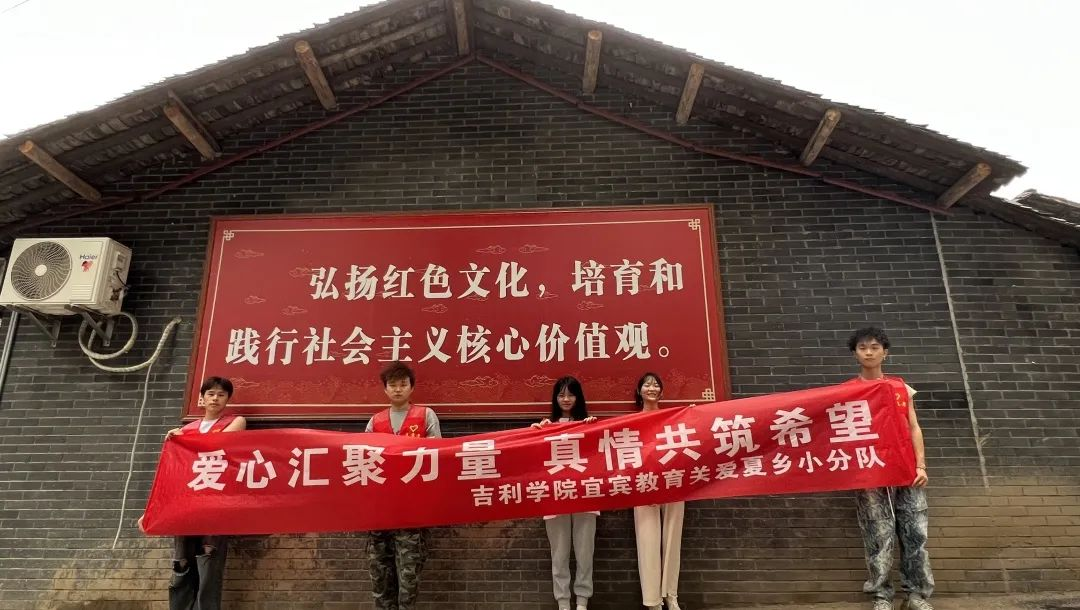 Haier
弘扬红色文化，培育和
践行社会主义核心价值观。
爱心汇聚力量 真情共筑希望
吉利学院宜宾教育关爱夏乡小分队